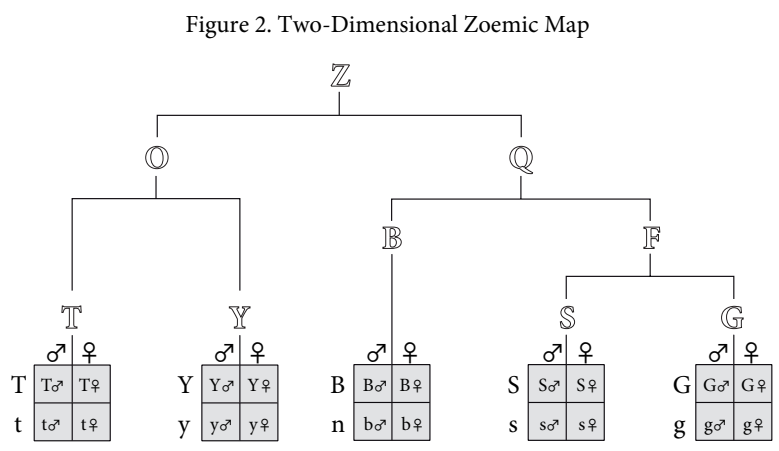 Figure 2. Two-Dimensional Zoemic Map
ℤ
𝕆 ℚ
𝔹 𝔽
𝕋 𝕐 𝕊 𝔾
♂ ♀ ♂ ♀ ♂ ♀ ♂ ♀ ♂ ♀
T T♂ T♀ Y Y♂ Y♀ B B♂ B♀ S S♂ S♀ G G♂ G♀
t t♂ t♀ y y♂ y♀ n b♂ b♀ s s♂ s♀ g g♂ g♀